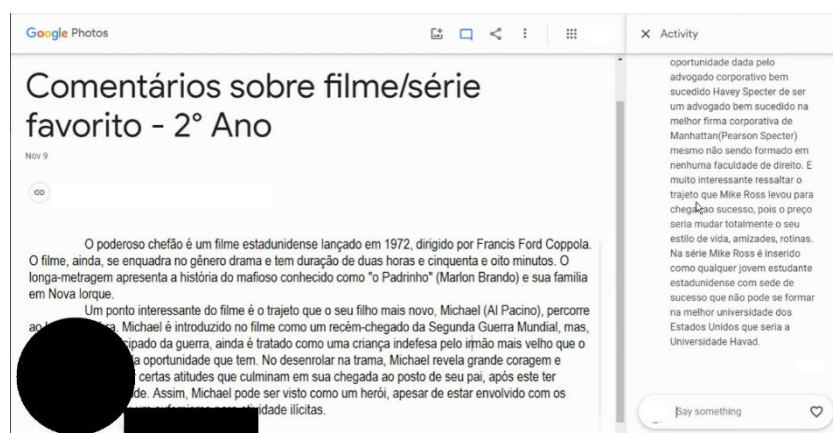 Google Photos
Comentários sobre filme/série
favorito - 2° Ano
Nov 9
O poderoso chefão é um filme estadunidense lançado em 1972, dirigido por Francis Ford Coppola.
O filme, ainda, se enquadra no gênero drama e tem duração de duas horas e cinquenta e oito minutos. O
longa-metragem apresenta a história do mafioso conhecido como "o Padrinho" (Marlon Brando) e sua família
em Nova Iorque.
Um ponto interessante do filme é o trajeto que o seu filho mais novo, Michael (Al Pacino), percorre
Michael é introduzido no filme como um recém-chegado da Segunda Guerra Mundial, mas,
da guerra, ainda é tratado como uma criança indefesa pelo irmão mais velho que o
oportunidade que tem. No desenrolar na trama, Michael revela grande coragem e
certas atitudes que culminam em sua chegada ao posto de seu pai, após este ter
Assim, Michael pode ser visto como um herói, apesar de estar envolvido com os
ilícitas.
Activity
oportunidade dada pelo
advogado corporativo bem
sucedido Havey Specter de ser
um advogado bem sucedido na
melhor firma corporativa de
Manhattan(Pearson Specter)
mesmo não sendo formado em
nenhuma faculdade de direito. E
muito interessante ressaltar o
trajeto que Mike Ross levou para
sucesso, pois o preço
seria mudar totalmente o seu
estilo de vida, amizades, rotinas.
Na série Mike Ross é inserido
como qualquer jovem estudante
estadunidense com sede de
sucesso que não pode se formar
na melhor universidade dos
Estados Unidos que seria a
Universidade Havad.
Say something